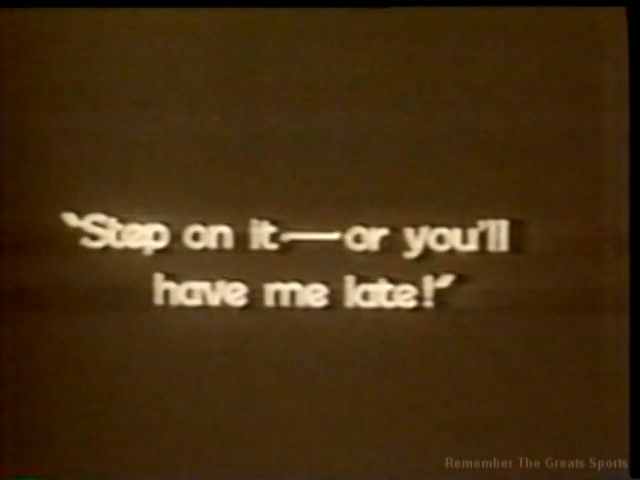 "Step on it—or you'll
have me late!"
Remember The Greats Sports